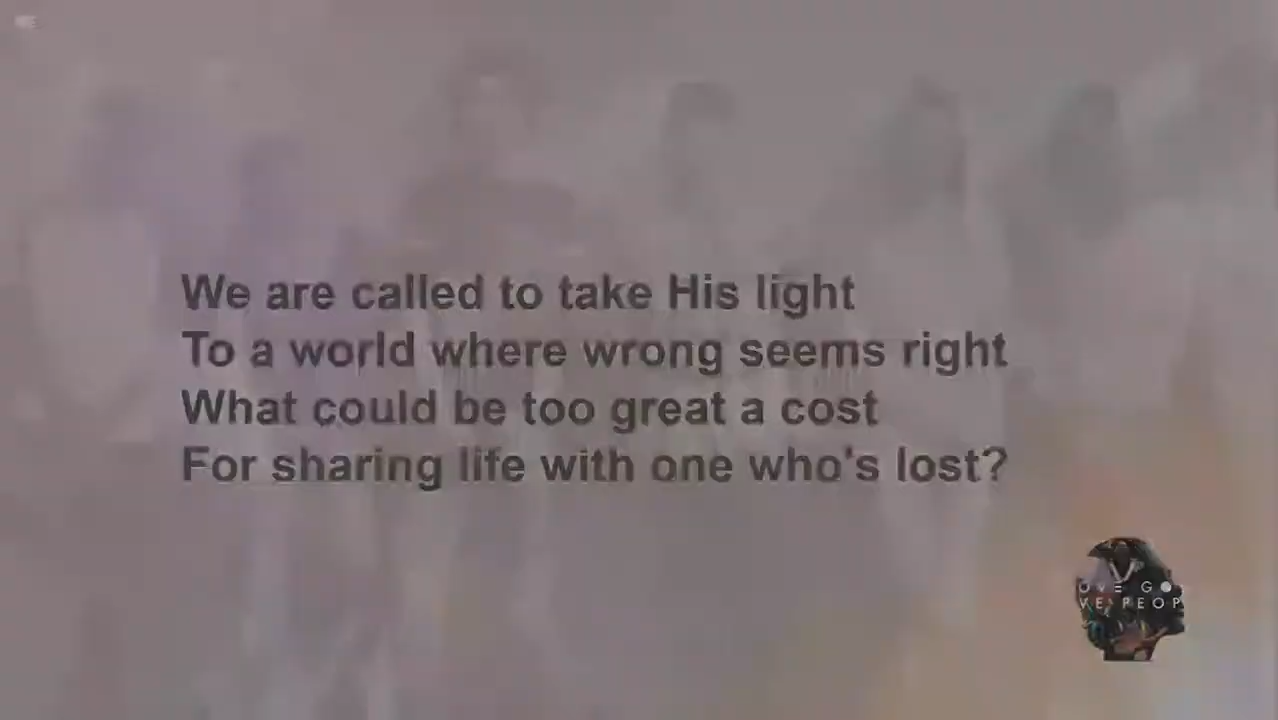 We are called to take His light
To a world where wrong seems right
What could be too great a cost
For sharing life with one who's lost?